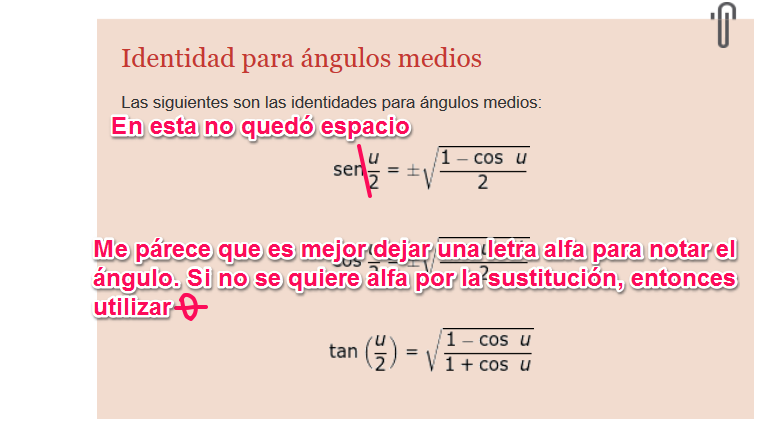 Identidad para ángulos medios
Las siguientes son las identidades para ángulos medios:
En esta no quedó espacio
sen u/2 = ±√((1 − cos u)/2)
Me párece que es mejor dejar una letra alfa para notar el
ángulo. Si no se quiere alfa por la sustitución, entonces
utilizar θ
tan (u/2) = √((1 − cos u)/(1 + cos u))